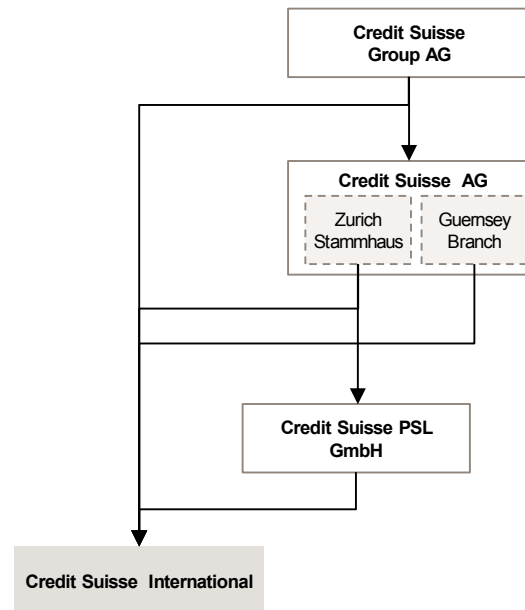 Credit Suisse
Group AG
Credit Suisse AG
Zurich
Stammhaus
Guernsey
Branch
Credit Suisse PSL
GmbH
Credit Suisse International